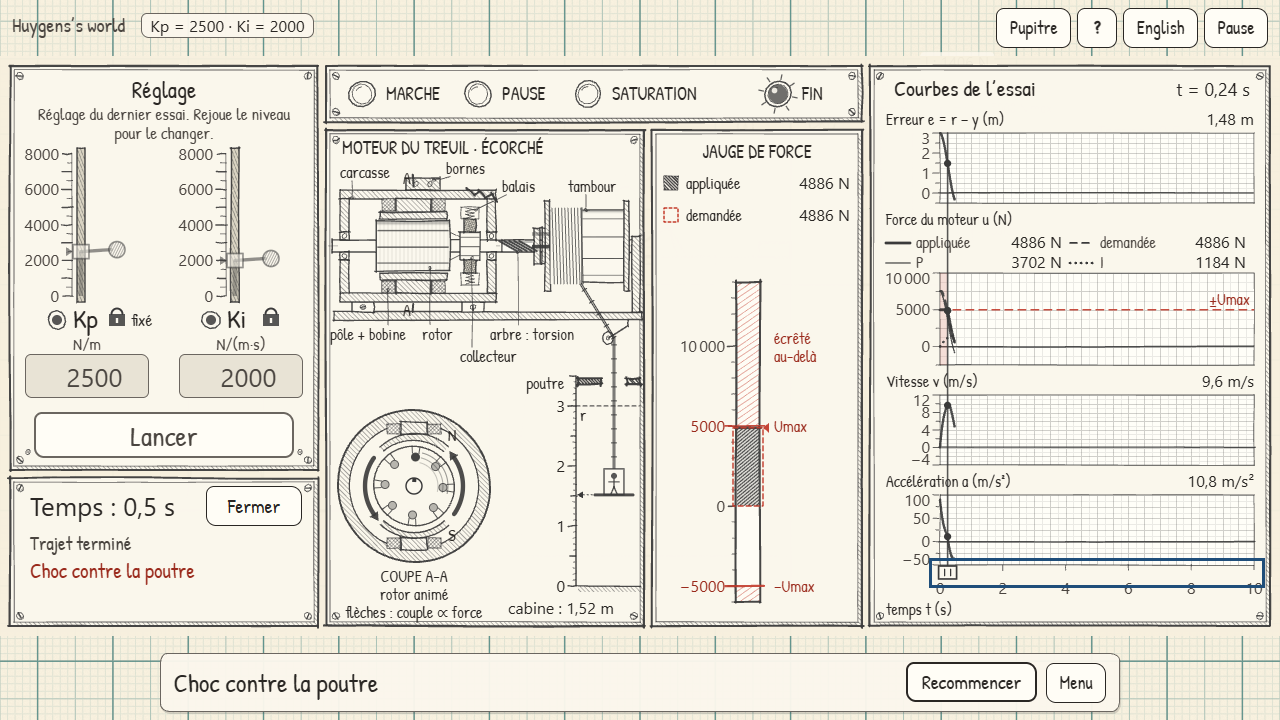 Huygens's world
Kp = 2500 · Ki = 2000
Pupitre
?
English
Pause
Réglage
Réglage du dernier essai. Rejoue le niveau
pour le changer.
8000
6000
4000
2000
0
8000
6000
4000
2000
0
Kp
fixé
Ki
N/m
N/(m·s)
2500
2000
Lancer
Temps : 0,5 s
Fermer
Trajet terminé
Choc contre la poutre
MARCHE
PAUSE
SATURATION
FIN
MOTEUR DU TREUIL · ÉCORCHÉ
carcasse
A
bornes
balais
tambour
A
pôle + bobine
rotor
arbre : torsion
collecteur
poutre
3
r
2
1
0
N
S
COUPE A-A
rotor animé
flèches : couple ∝ force
cabine : 1,52 m
JAUGE DE FORCE
appliquée
4886 N
demandée
4886 N
10 000
écrêté
au-delà
5000
Umax
0
−5000
−Umax
Courbes de l'essai
t = 0,24 s
Erreur e = r − y (m)
1,48 m
3
2
1
0
Force du moteur u (N)
appliquée 4886 N
demandée 4886 N
P 3702 N
I 1184 N
10 000
±Umax
5000
0
Vitesse v (m/s)
9,6 m/s
12
8
4
0
−4
Accélération a (m/s²)
10,8 m/s²
100
50
0
−50
0 2 4 6 8 10
temps t (s)
Choc contre la poutre
Recommencer
Menu